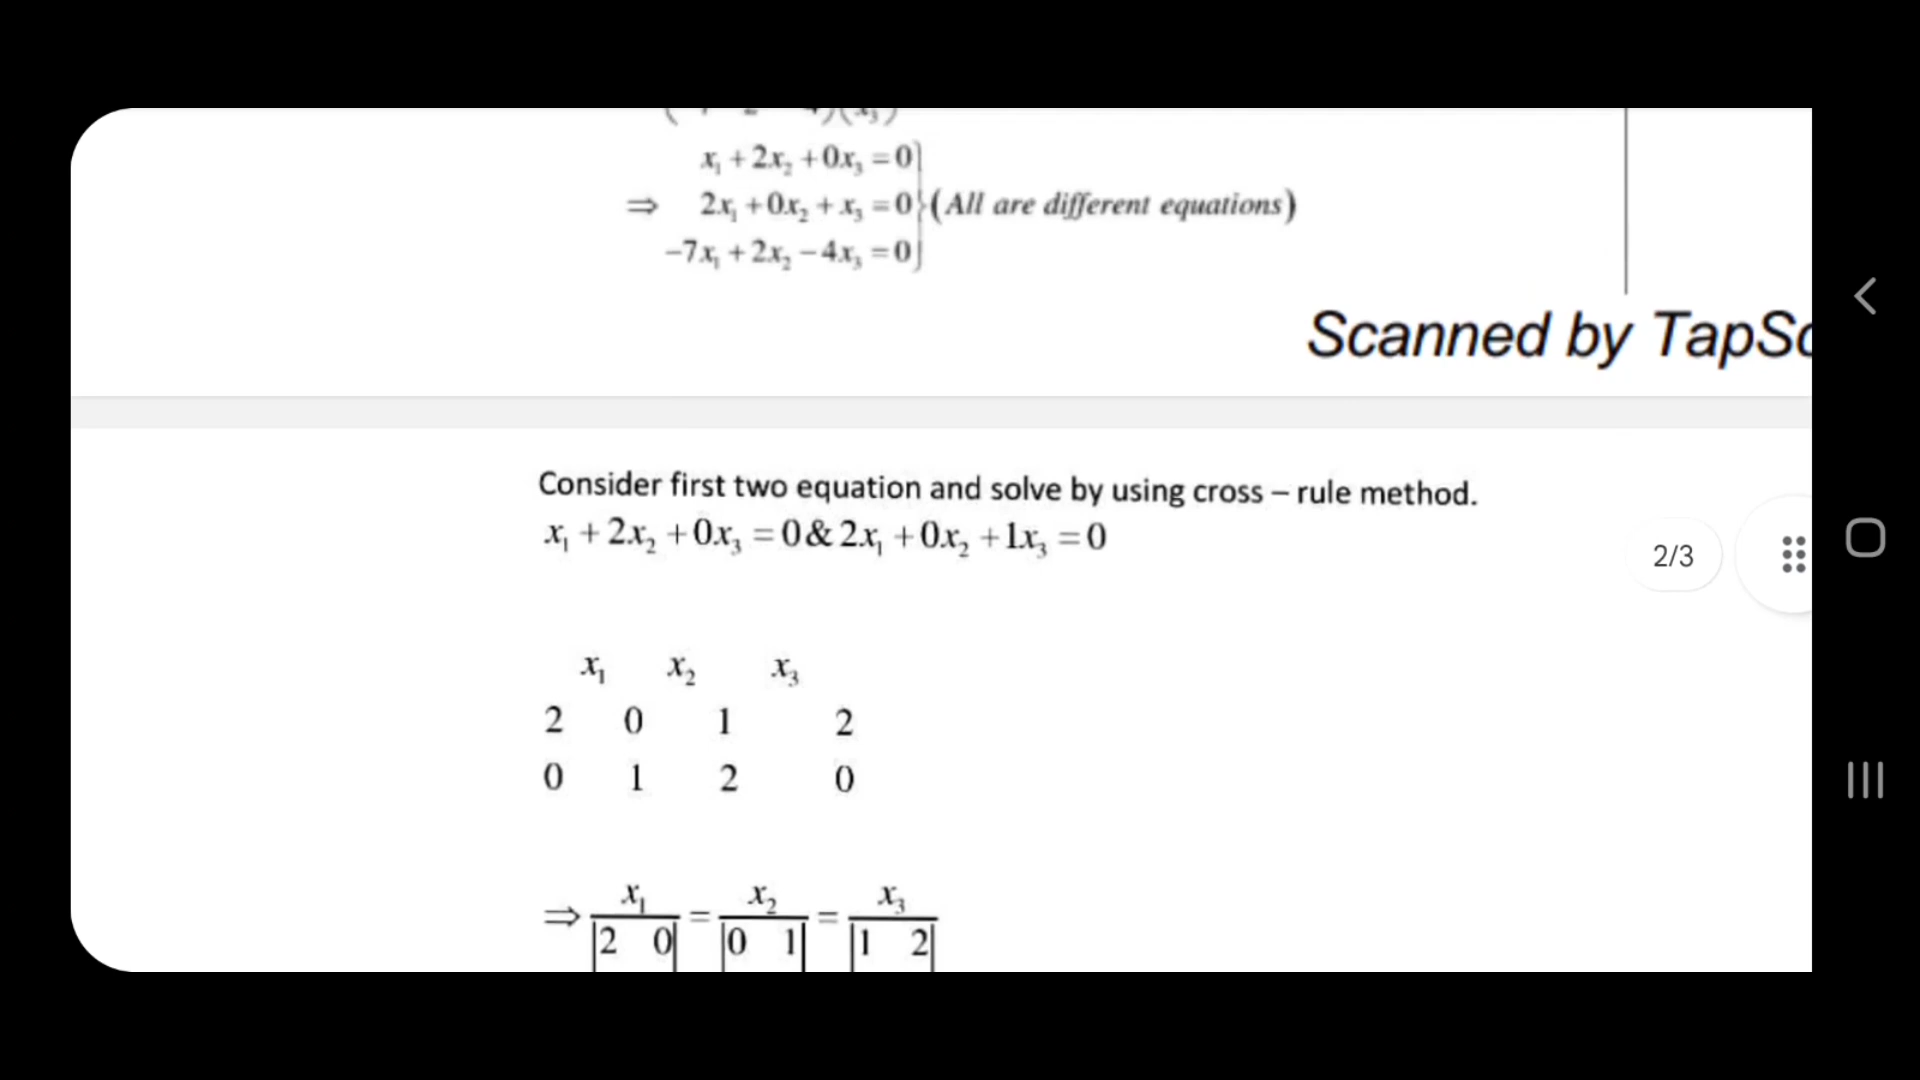 x₁ + 2x₂ + 0x₃ = 0
⇒ 2x₁ + 0x₂ + x₃ = 0 } (All are different equations)
−7x₁ + 2x₂ − 4x₃ = 0
Scanned by TapSc
Consider first two equation and solve by using cross – rule method.
x₁ + 2x₂ + 0x₃ = 0 & 2x₁ + 0x₂ + 1x₃ = 0
2/3
x₁ x₂ x₃
2 0 1 2
0 1 2 0
⇒ x₁ / |2 0| = x₂ / |0 1| = x₃ / |1 2|